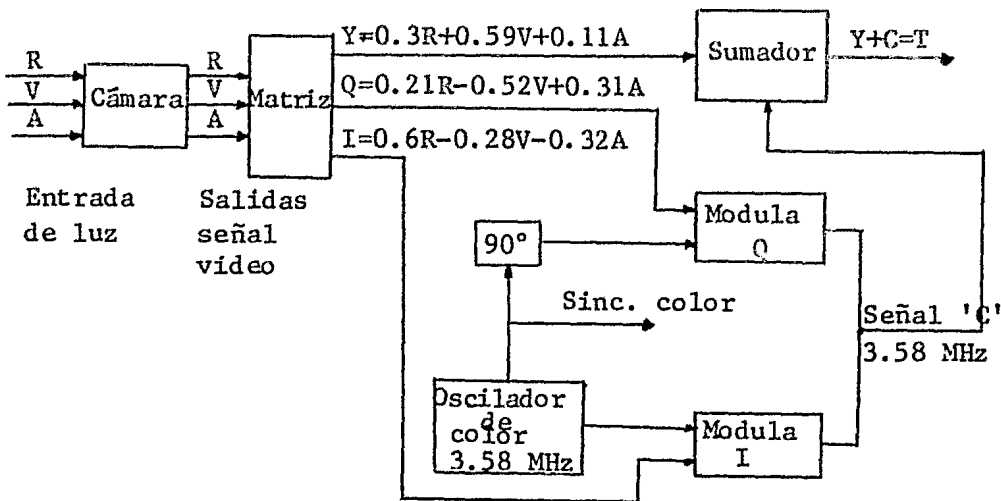 R
V
A
Cámara
R
V
A
Matriz
Y=0.3R+0.59V+0.11A
Q=0.21R-0.52V+0.31A
I=0.6R-0.28V-0.32A
Sumador
Y+C=T
Entrada
de luz
Salidas
señal
vídeo
90°
Modula
Q
Sinc. color
Señal 'C'
3.58 MHz
Oscilador
de
color
3.58 MHz
Modula
I